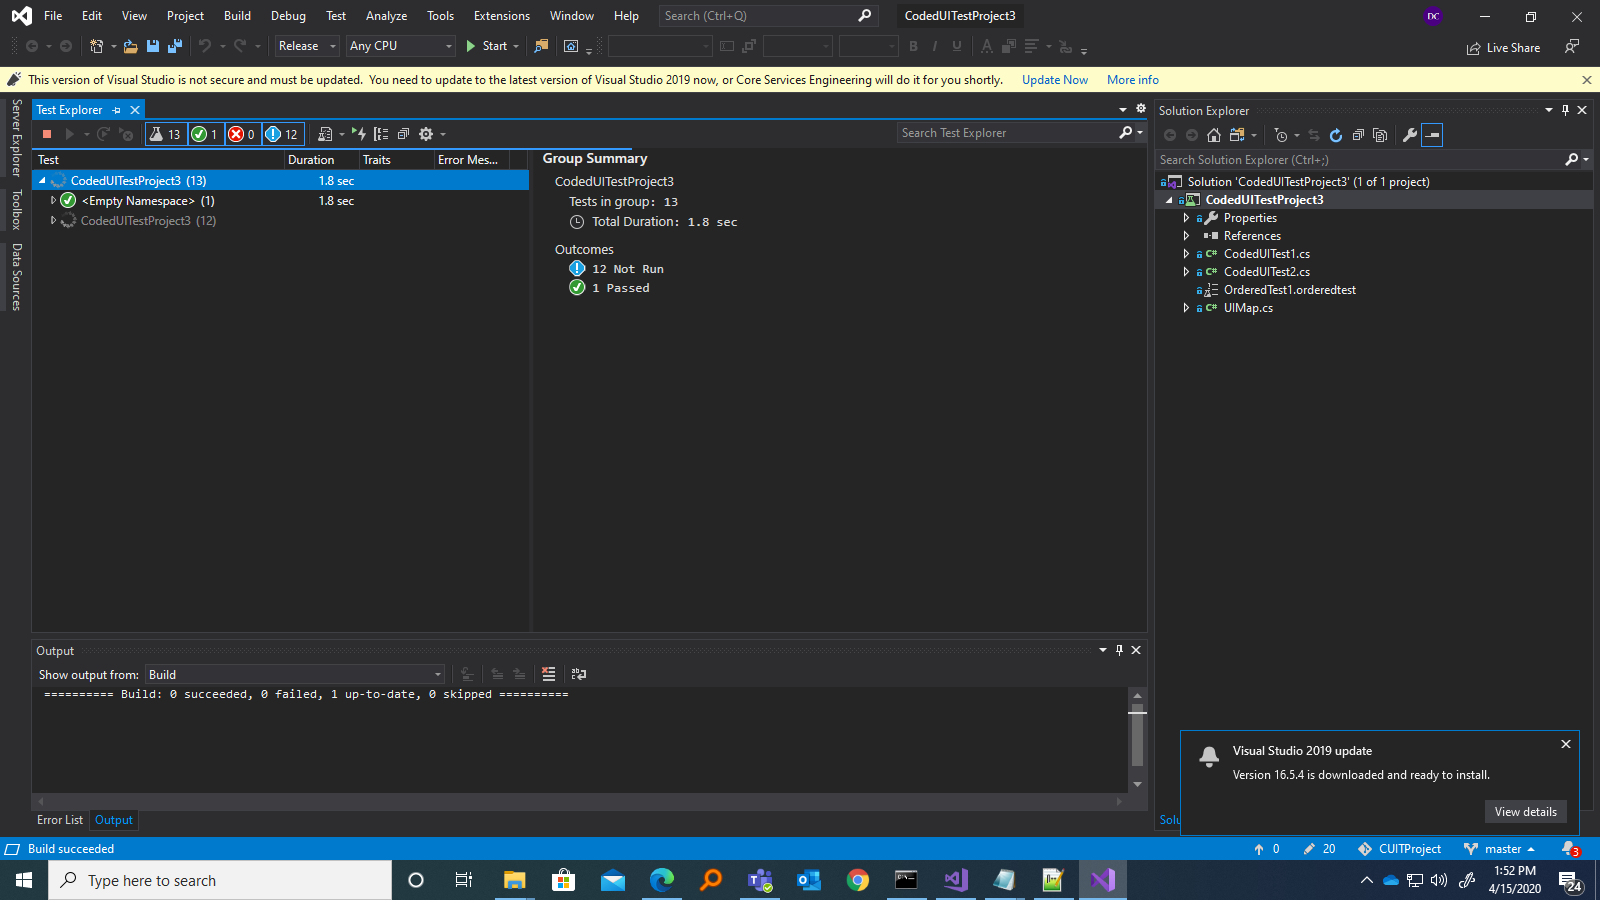 File Edit View Project Build Debug Test Analyze Tools Extensions Window Help Search (Ctrl+Q) CodedUITestProject3 DC
Release Any CPU Start Live Share
This version of Visual Studio is not secure and must be updated. You need to update to the latest version of Visual Studio 2019 now, or Core Services Engineering will do it for you shortly. Update Now More info
Server Explorer
Toolbox
Data Sources
Test Explorer
13 1 0 12 Search Test Explorer
Test Duration Traits Error Mes...
CodedUITestProject3 (13) 1.8 sec
<Empty Namespace> (1) 1.8 sec
CodedUITestProject3 (12)
Group Summary
CodedUITestProject3
Tests in group: 13
Total Duration: 1.8 sec
Outcomes
12 Not Run
1 Passed
Solution Explorer
Search Solution Explorer (Ctrl+;)
Solution 'CodedUITestProject3' (1 of 1 project)
CodedUITestProject3
Properties
References
CodedUITest1.cs
CodedUITest2.cs
OrderedTest1.orderedtest
UIMap.cs
Output
Show output from: Build
========== Build: 0 succeeded, 0 failed, 1 up-to-date, 0 skipped ==========
Error List Output
Solu
Visual Studio 2019 update
Version 16.5.4 is downloaded and ready to install.
View details
Build succeeded 0 20 CUITProject master 3
Type here to search
1:52 PM
4/15/2020
24